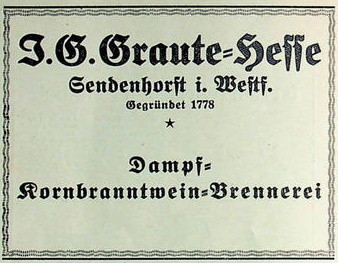 J.G.Graute-Hesse
Sendenhorst i. Westf.
Gegründet 1778
Dampf-
Kornbranntwein-Brennerei